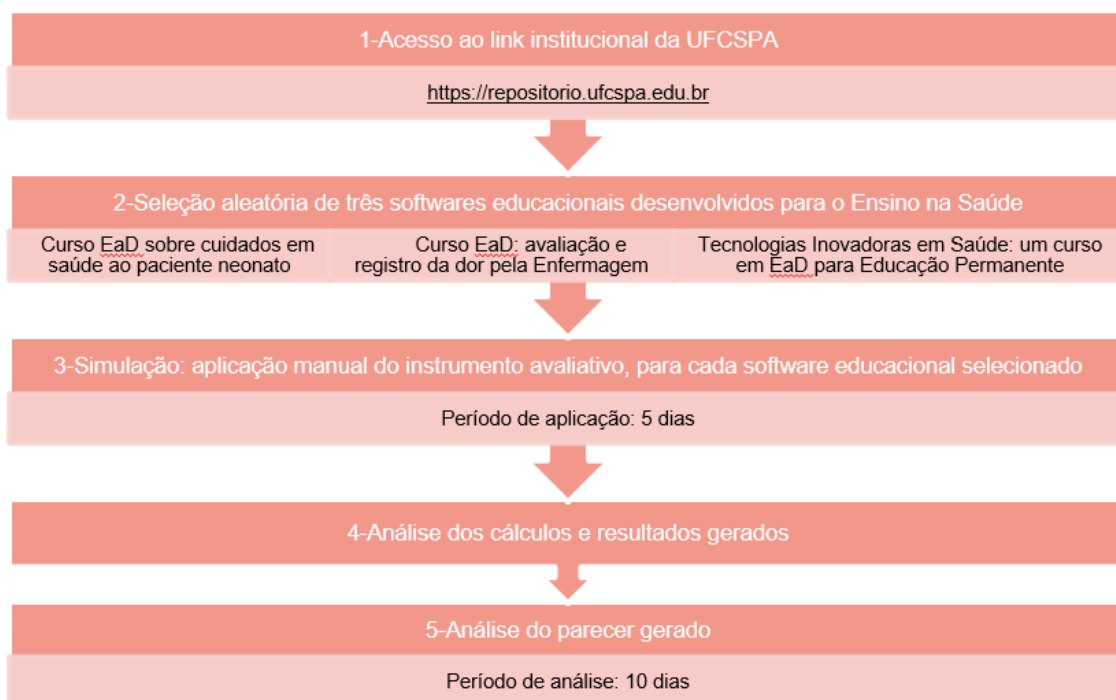 1-Acesso ao link institucional da UFCSPA
https://repositorio.ufcspa.edu.br
2-Seleção aleatória de três softwares educacionais desenvolvidos para o Ensino na Saúde
Curso EaD sobre cuidados em
saúde ao paciente neonato
Curso EaD: avaliação e
registro da dor pela Enfermagem
Tecnologias Inovadoras em Saúde: um curso
em EaD para Educação Permanente
3-Simulação: aplicação manual do instrumento avaliativo, para cada software educacional selecionado
Período de aplicação: 5 dias
4-Análise dos cálculos e resultados gerados
5-Análise do parecer gerado
Período de análise: 10 dias